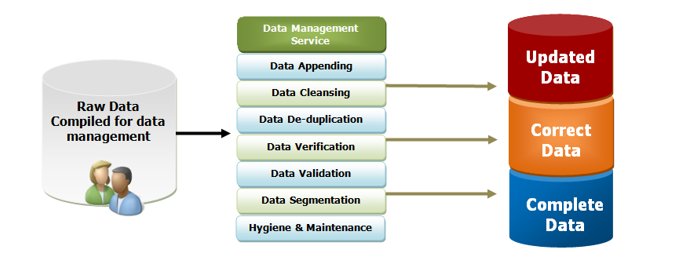 Raw Data
Compiled for data
management
Data Management
Service
Data Appending
Data Cleansing
Data De-duplication
Data Verification
Data Validation
Data Segmentation
Hygiene & Maintenance
Updated
Data
Correct
Data
Complete
Data